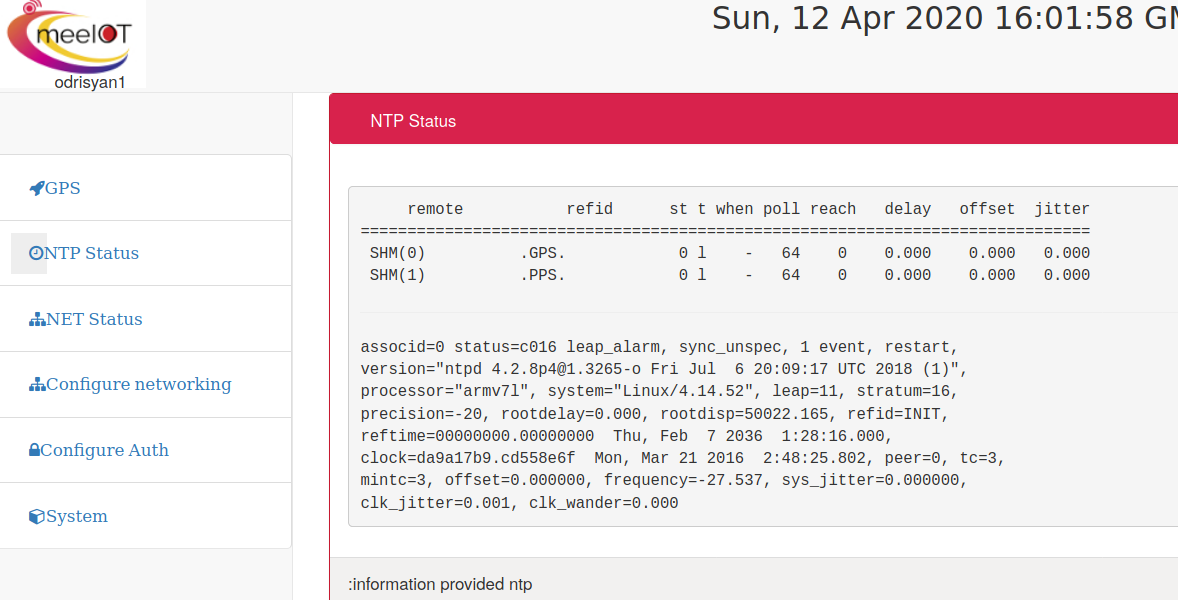 meeIOT
odrisyan1
Sun, 12 Apr 2020 16:01:58
GPS
NTP Status
NET Status
Configure networking
Configure Auth
System
NTP Status
remote refid st t when poll reach delay offset jitter
==============================================================================
SHM(0) .GPS. 0 l - 64 0 0.000 0.000 0.000
SHM(1) .PPS. 0 l - 64 0 0.000 0.000 0.000
associd=0 status=c016 leap_alarm, sync_unspec, 1 event, restart,
version="ntpd 4.2.8p4@1.3265-o Fri Jul 6 20:09:17 UTC 2018 (1)",
processor="armv7l", system="Linux/4.14.52", leap=11, stratum=16,
precision=-20, rootdelay=0.000, rootdisp=50022.165, refid=INIT,
reftime=00000000.00000000 Thu, Feb 7 2036 1:28:16.000,
clock=da9a17b9.cd558e6f Mon, Mar 21 2016 2:48:25.802, peer=0, tc=3,
mintc=3, offset=0.000000, frequency=-27.537, sys_jitter=0.000000,
clk_jitter=0.001, clk_wander=0.000
:information provided ntp